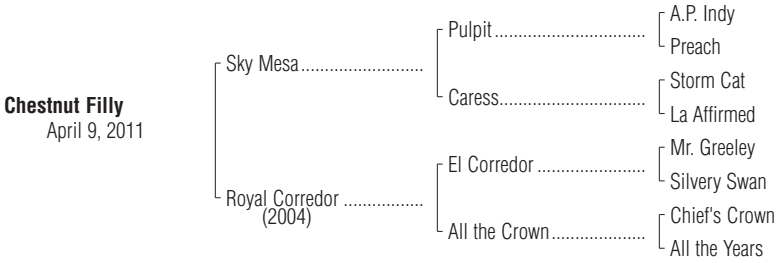 A.P. Indy
Pulpit
Preach
Sky Mesa
Storm Cat
Caress
La Affirmed
Chestnut Filly
April 9, 2011
Mr. Greeley
El Corredor
Silvery Swan
Royal Corredor
(2004)
Chief's Crown
All the Crown
All the Years